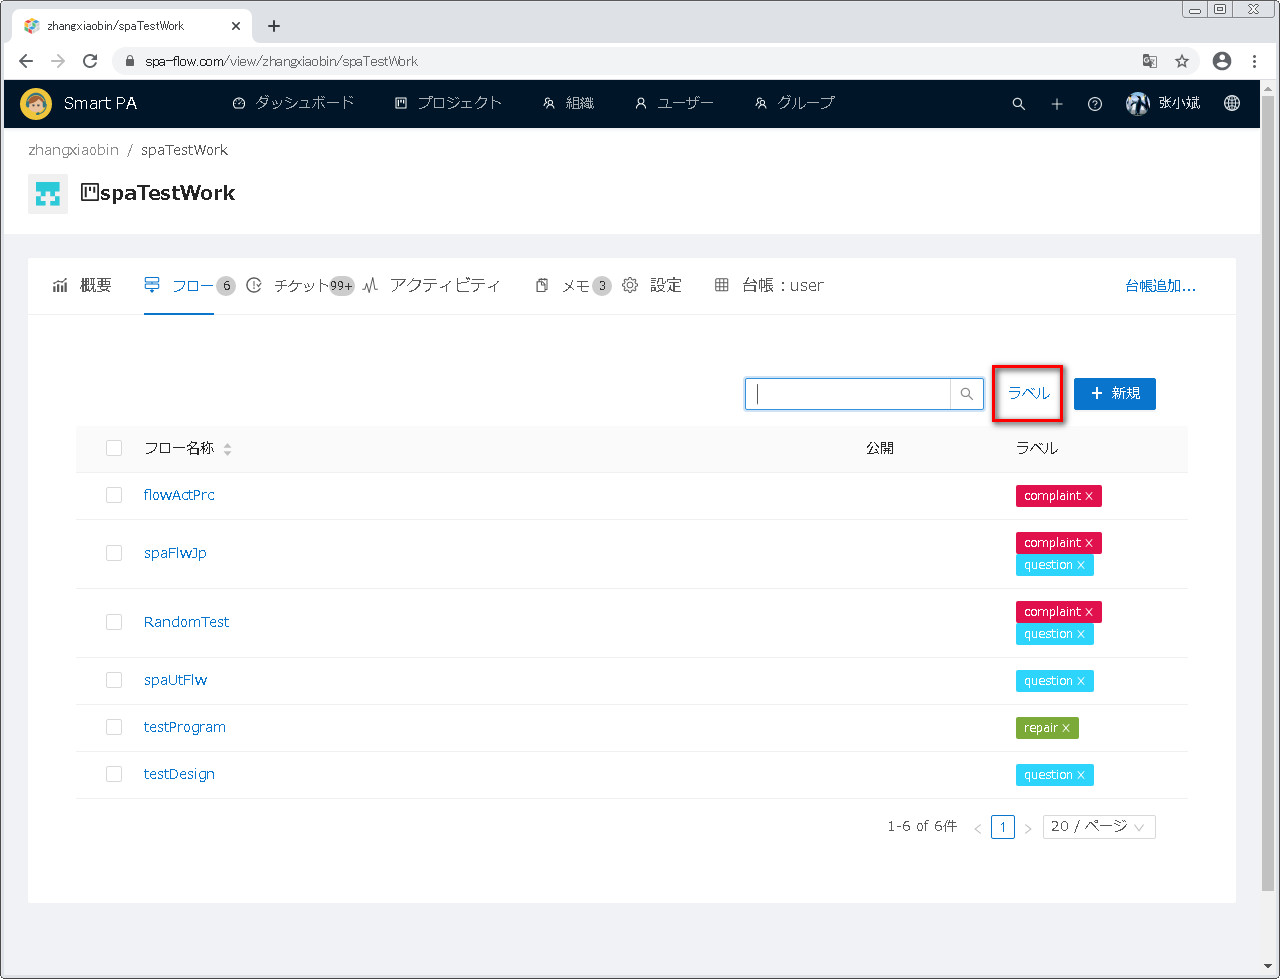 zhangxiaobin/spaTestWork
spa-flow.com/view/zhangxiaobin/spaTestWork
Smart PA ダッシュボード プロジェクト 組織 ユーザー グループ 张小斌
zhangxiaobin / spaTestWork
spaTestWork
概要 フロー 6 チケット 99+ アクティビティ メモ 3 設定 台帳：user 台帳追加...
ラベル + 新規
フロー名称 公開 ラベル
flowActPrc complaint ×
spaFlwJp complaint ×
question ×
RandomTest complaint ×
question ×
spaUtFlw question ×
testProgram repair ×
testDesign question ×
1-6 of 6件 < 1 > 20 / ページ